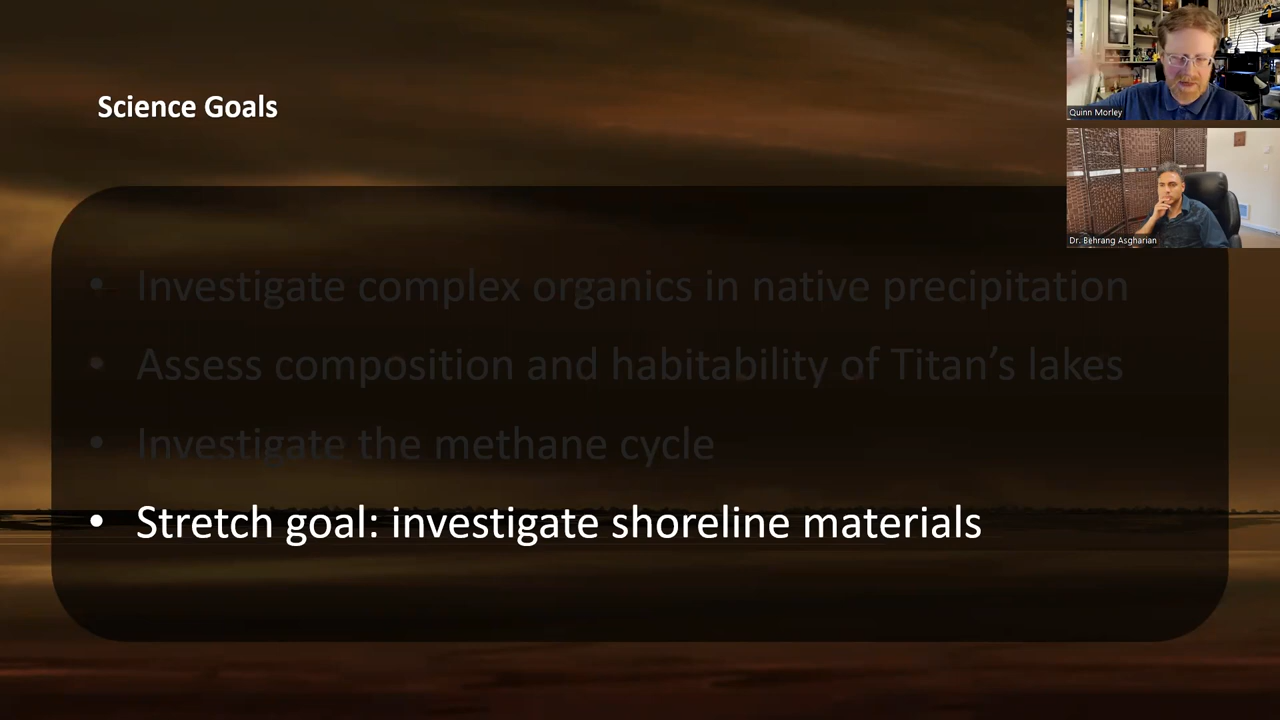 Science Goals
Quinn Morley
Dr. Behrang Asgharian
• Investigate complex organics in native precipitation
• Assess composition and habitability of Titan’s lakes
• Investigate the methane cycle
• Stretch goal: investigate shoreline materials